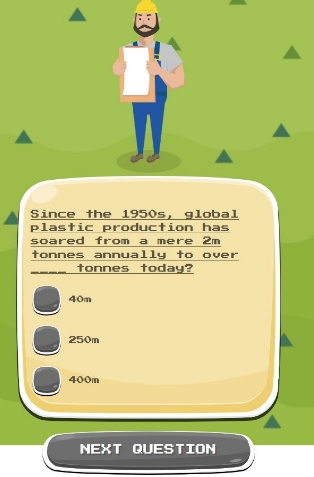 Since the 1950s, global
plastic production has
soared from a mere 2m
tonnes annually to over
____ tonnes today?
40m
250m
400m
NEXT QUESTION